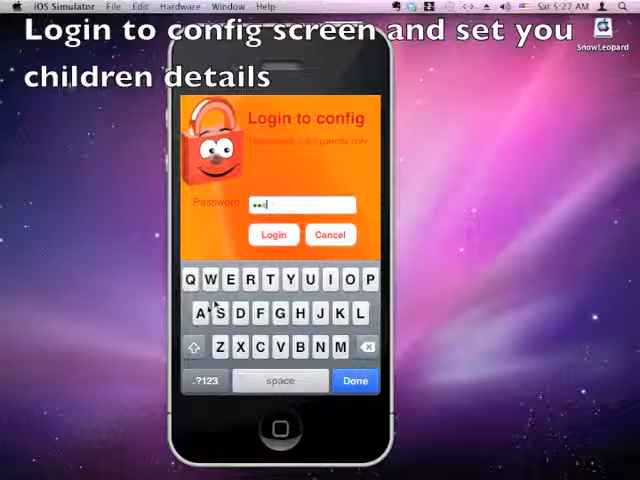 iOS Simulator File Edit Hardware Window Help Sat 5:27 AM
Login to config screen and set you
children details
SnowLeopard
Login to config
Password
Login Cancel
Q W E R T Y U I O P
A S D F G H J K L
Z X C V B N M
.?123 space Done